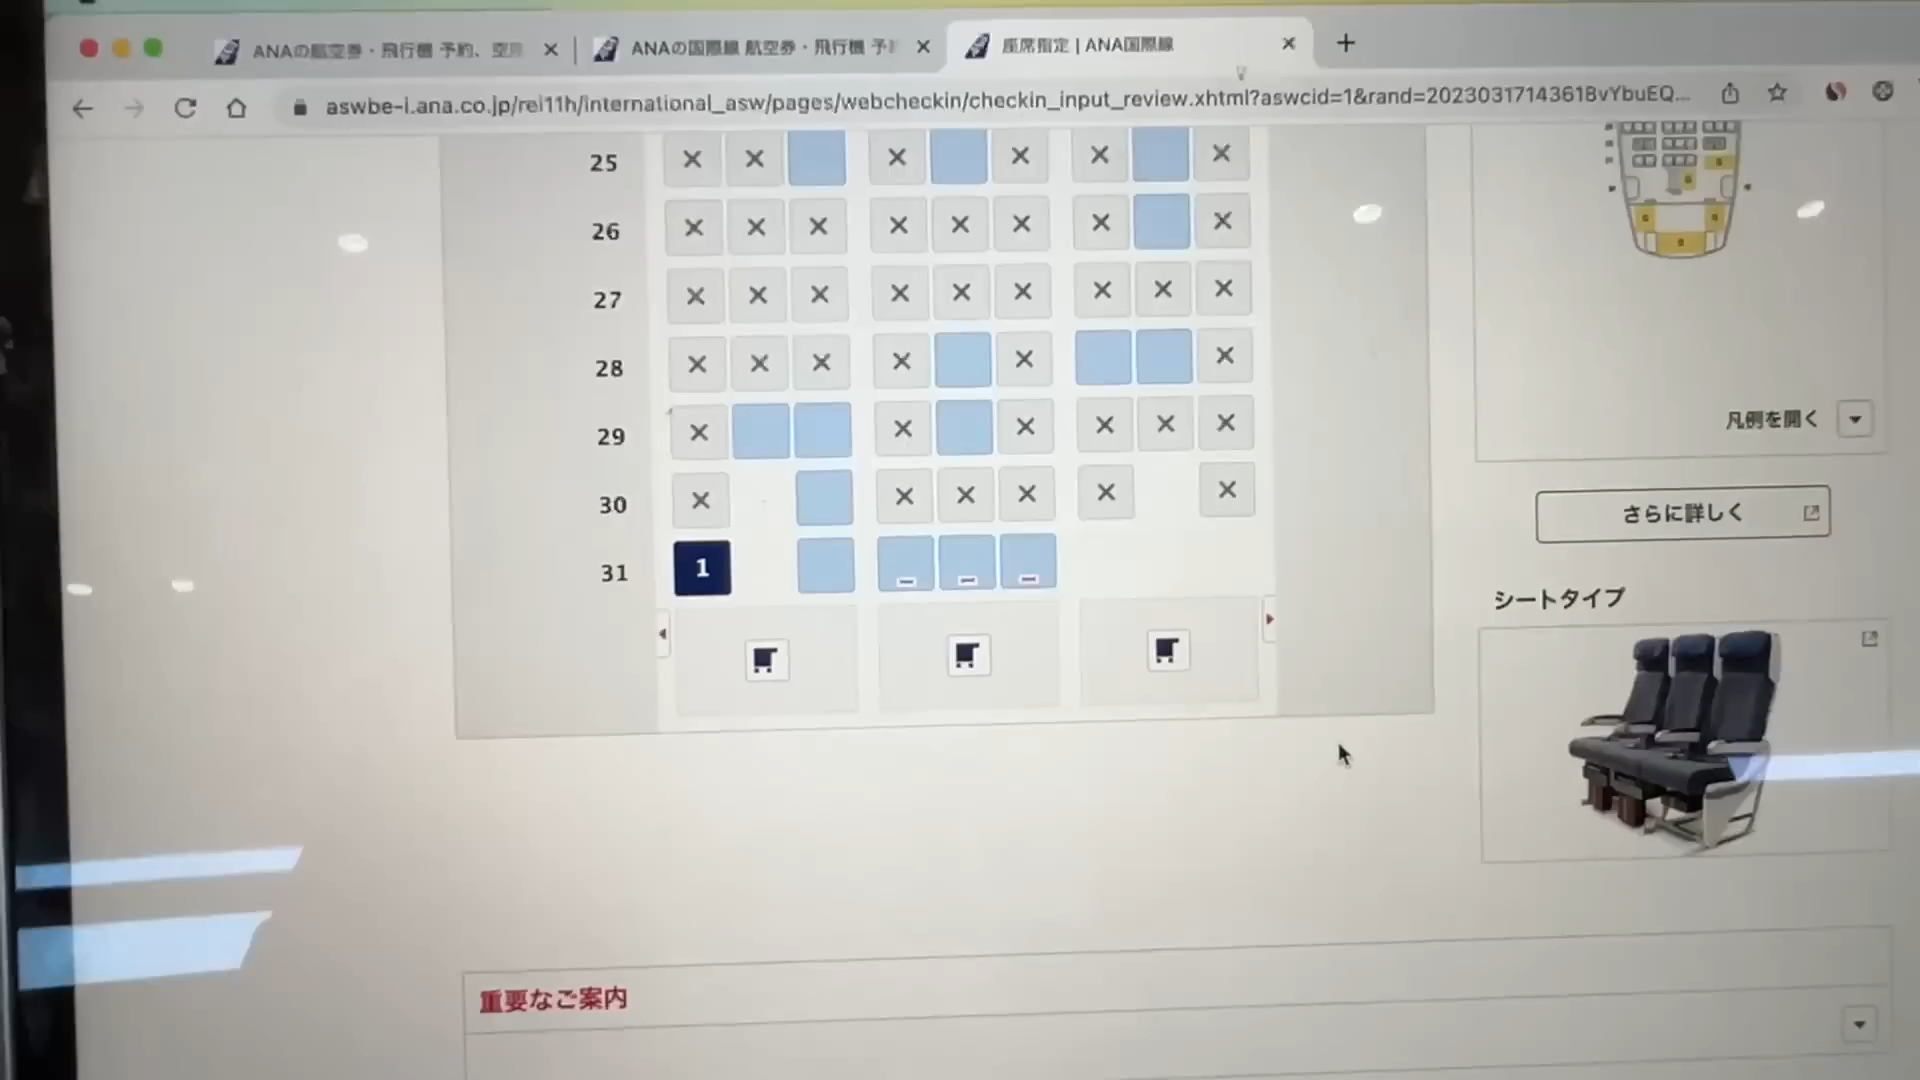 ANAの航空券・飛行機 予約、空席
ANAの国際線 航空券・飛行機 予約
座席指定 | ANA国際線
aswbe-i.ana.co.jp/rei11h/international_asw/pages/webcheckin/checkin_input_review.xhtml?aswcid=1&rand=20230317143618vYbuEQ...
25 × × × × × ×
26 × × × × × × × ×
27 × × × × × × × × ×
28 × × × × × ×
29 × × × × × ×
30 × × × × × ×
31 1
凡例を開く
さらに詳しく
シートタイプ
重要なご案内